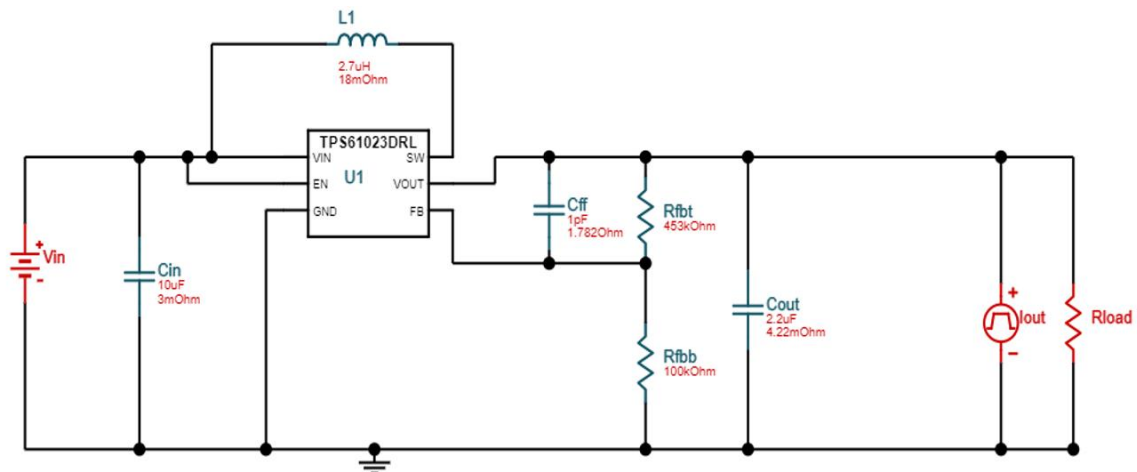 L1
2.7uH
18mOhm
TPS61023DRL
VIN
SW
U1
EN
VOUT
GND
FB
Cff
1pF
1.782Ohm
Rfbt
453kOhm
+
Vin
-
Cin
10uF
3mOhm
Cout
2.2uF
4.22mOhm
+
Iout
-
Rload
Rfbb
100kOhm